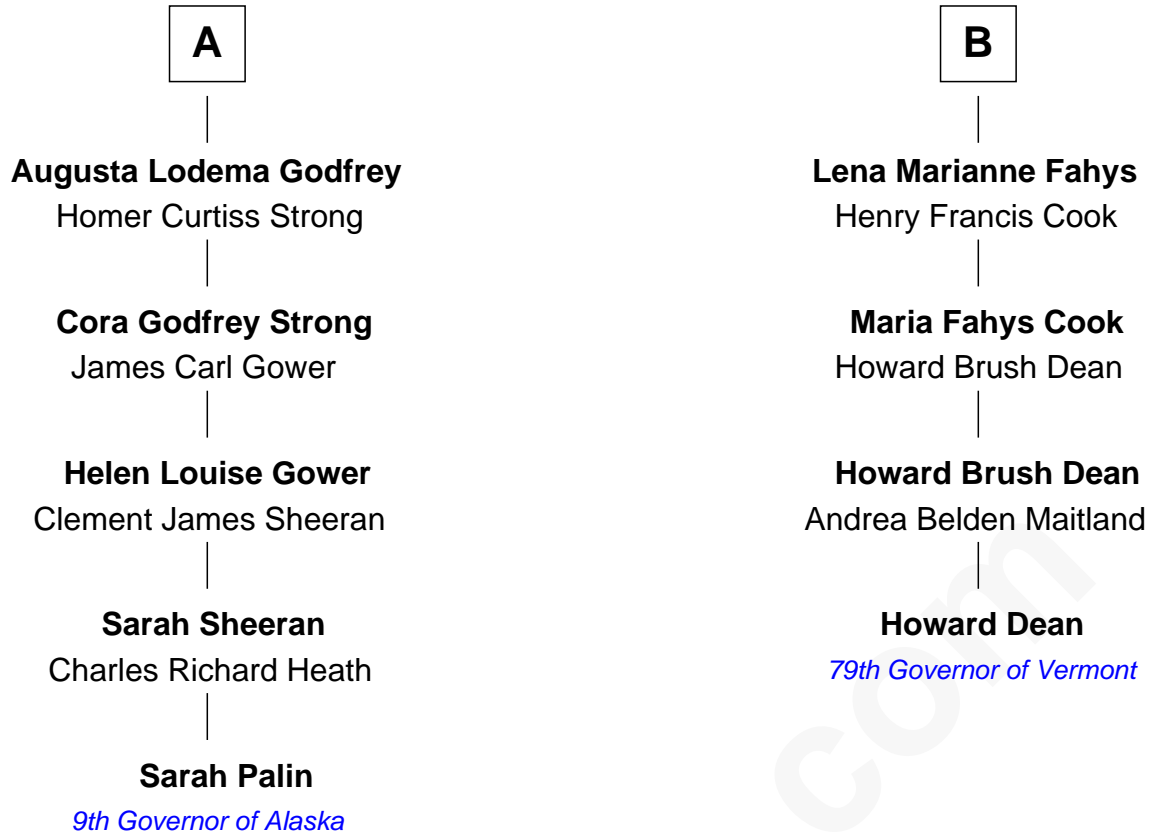 A
Augusta Lodema Godfrey
Homer Curtiss Strong
Cora Godfrey Strong
James Carl Gower
Helen Louise Gower
Clement James Sheeran
Sarah Sheeran
Charles Richard Heath
Sarah Palin
9th Governor of Alaska
B
Lena Marianne Fahys
Henry Francis Cook
Maria Fahys Cook
Howard Brush Dean
Howard Brush Dean
Andrea Belden Maitland
Howard Dean
79th Governor of Vermont
com